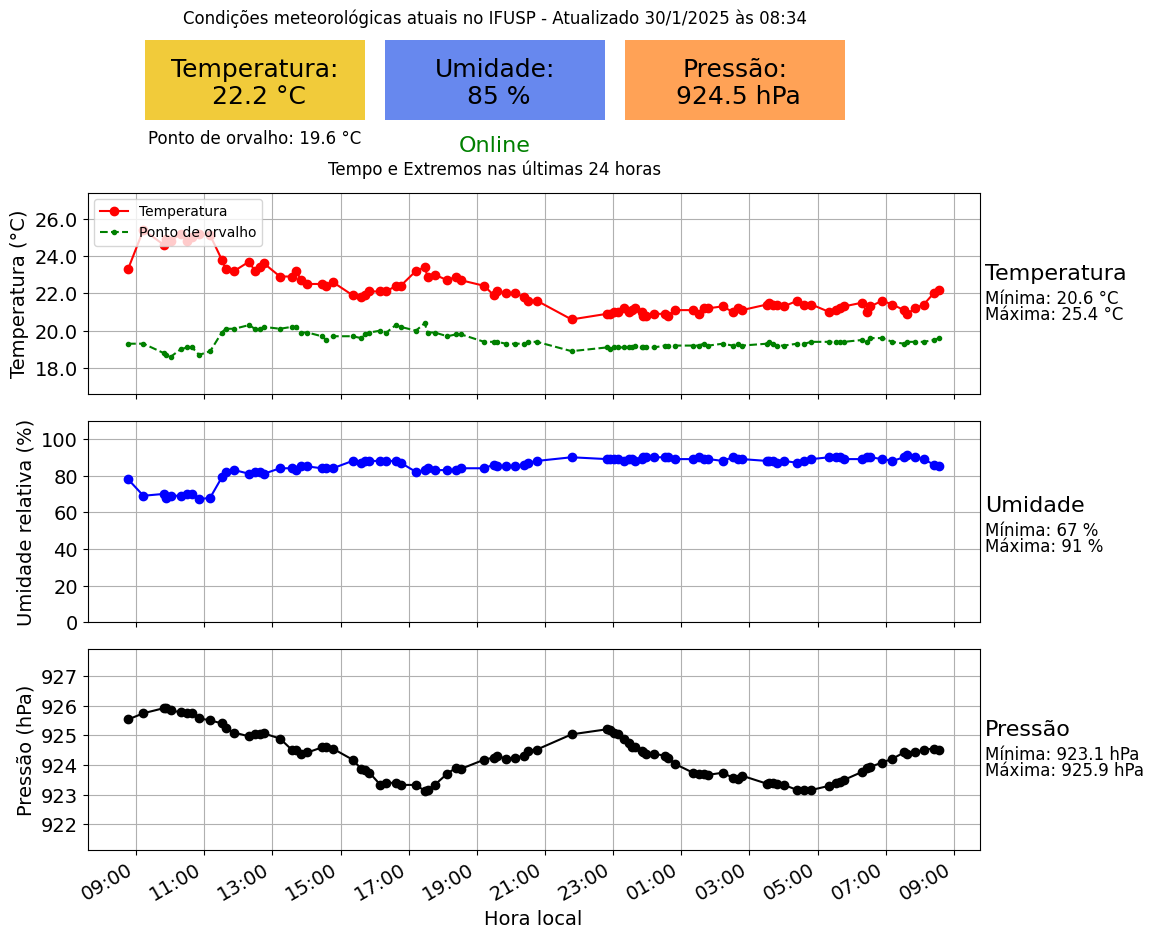 Condições meteorológicas atuais no IFUSP - Atualizado 30/1/2025 às 08:34
Temperatura:
22.2 °C
Umidade:
85 %
Pressão:
924.5 hPa
Ponto de orvalho: 19.6 °C
Online
Tempo e Extremos nas últimas 24 horas
Temperatura (°C)
26.0
24.0
22.0
20.0
18.0
Temperatura
Ponto de orvalho
Temperatura
Mínima: 20.6 °C
Máxima: 25.4 °C
Umidade relativa (%)
100
80
60
40
20
0
Umidade
Mínima: 67 %
Máxima: 91 %
Pressão (hPa)
927
926
925
924
923
922
Pressão
Mínima: 923.1 hPa
Máxima: 925.9 hPa
09:00 11:00 13:00 15:00 17:00 19:00 21:00 23:00 01:00 03:00 05:00 07:00 09:00
Hora local